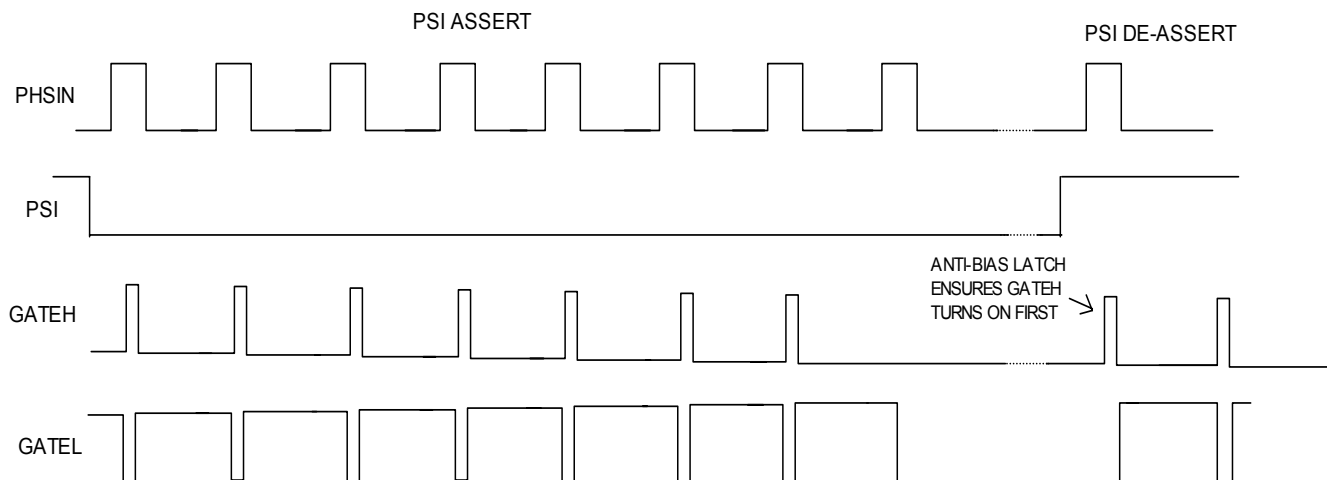 PSI ASSERT
PSI DE-ASSERT
PHSIN
PSI
ANTI-BIAS LATCH
ENSURES GATEH
TURNS ON FIRST
GATEH
GATEL